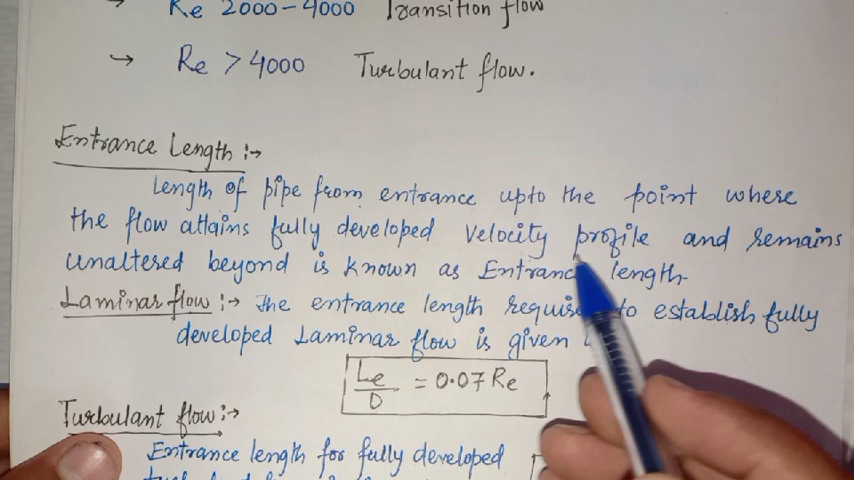 → Re 2000-4000 Transition flow
→ Re > 4000 Turbulant flow.
Entrance Length :→
Length of pipe from entrance upto the point where
the flow attains fully developed velocity profile and remains
unaltered beyond is known as Entrance length
Laminar flow :→ The entrance length to establish fully
developed Laminar flow is given
Le/D = 0.07 Re
Turbulant flow :→
Entrance length for fully developed